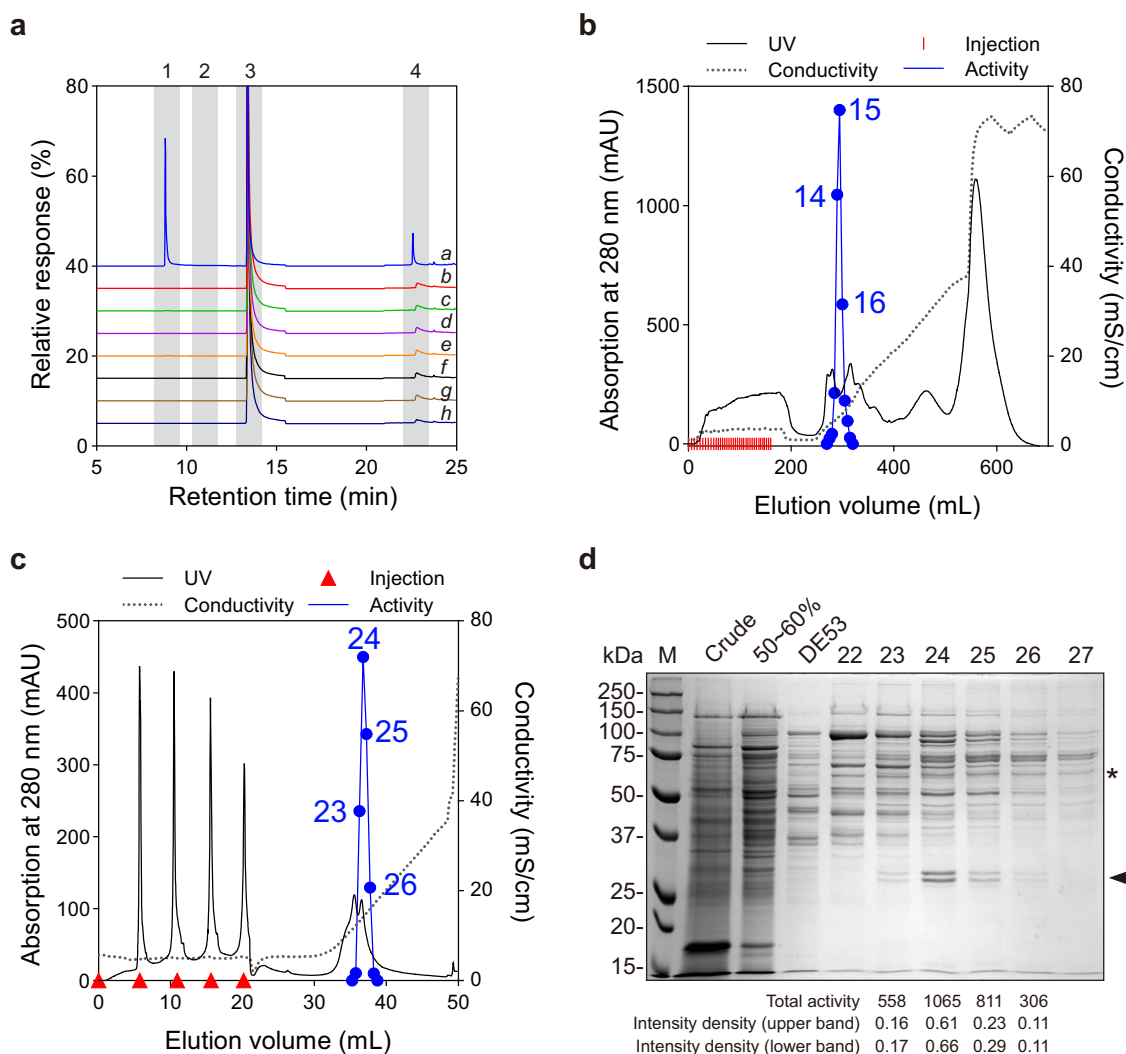 a
1 2 3 4
80
60
40
20
0
Relative response (%)
a
b
c
d
e
f
g
h
5 10 15 20 25
Retention time (min)
b
UV
Injection
Conductivity
Activity
1500
1000
500
0
Absorption at 280 nm (mAU)
80
60
40
20
0
Conductivity (mS/cm)
15
14
16
0 200 400 600
Elution volume (mL)
c
UV
Injection
Conductivity
Activity
500
400
300
200
100
0
Absorption at 280 nm (mAU)
80
60
40
20
0
Conductivity (mS/cm)
24
25
23
26
0 10 20 30 40 50
Elution volume (mL)
d
kDa M Crude 50~60% DE53 22 23 24 25 26 27
250-
150-
100-
75-
*
50-
37-
25-
20-
15-
Total activity 558 1065 811 306
Intensity density (upper band) 0.16 0.61 0.23 0.11
Intensity density (lower band) 0.17 0.66 0.29 0.11